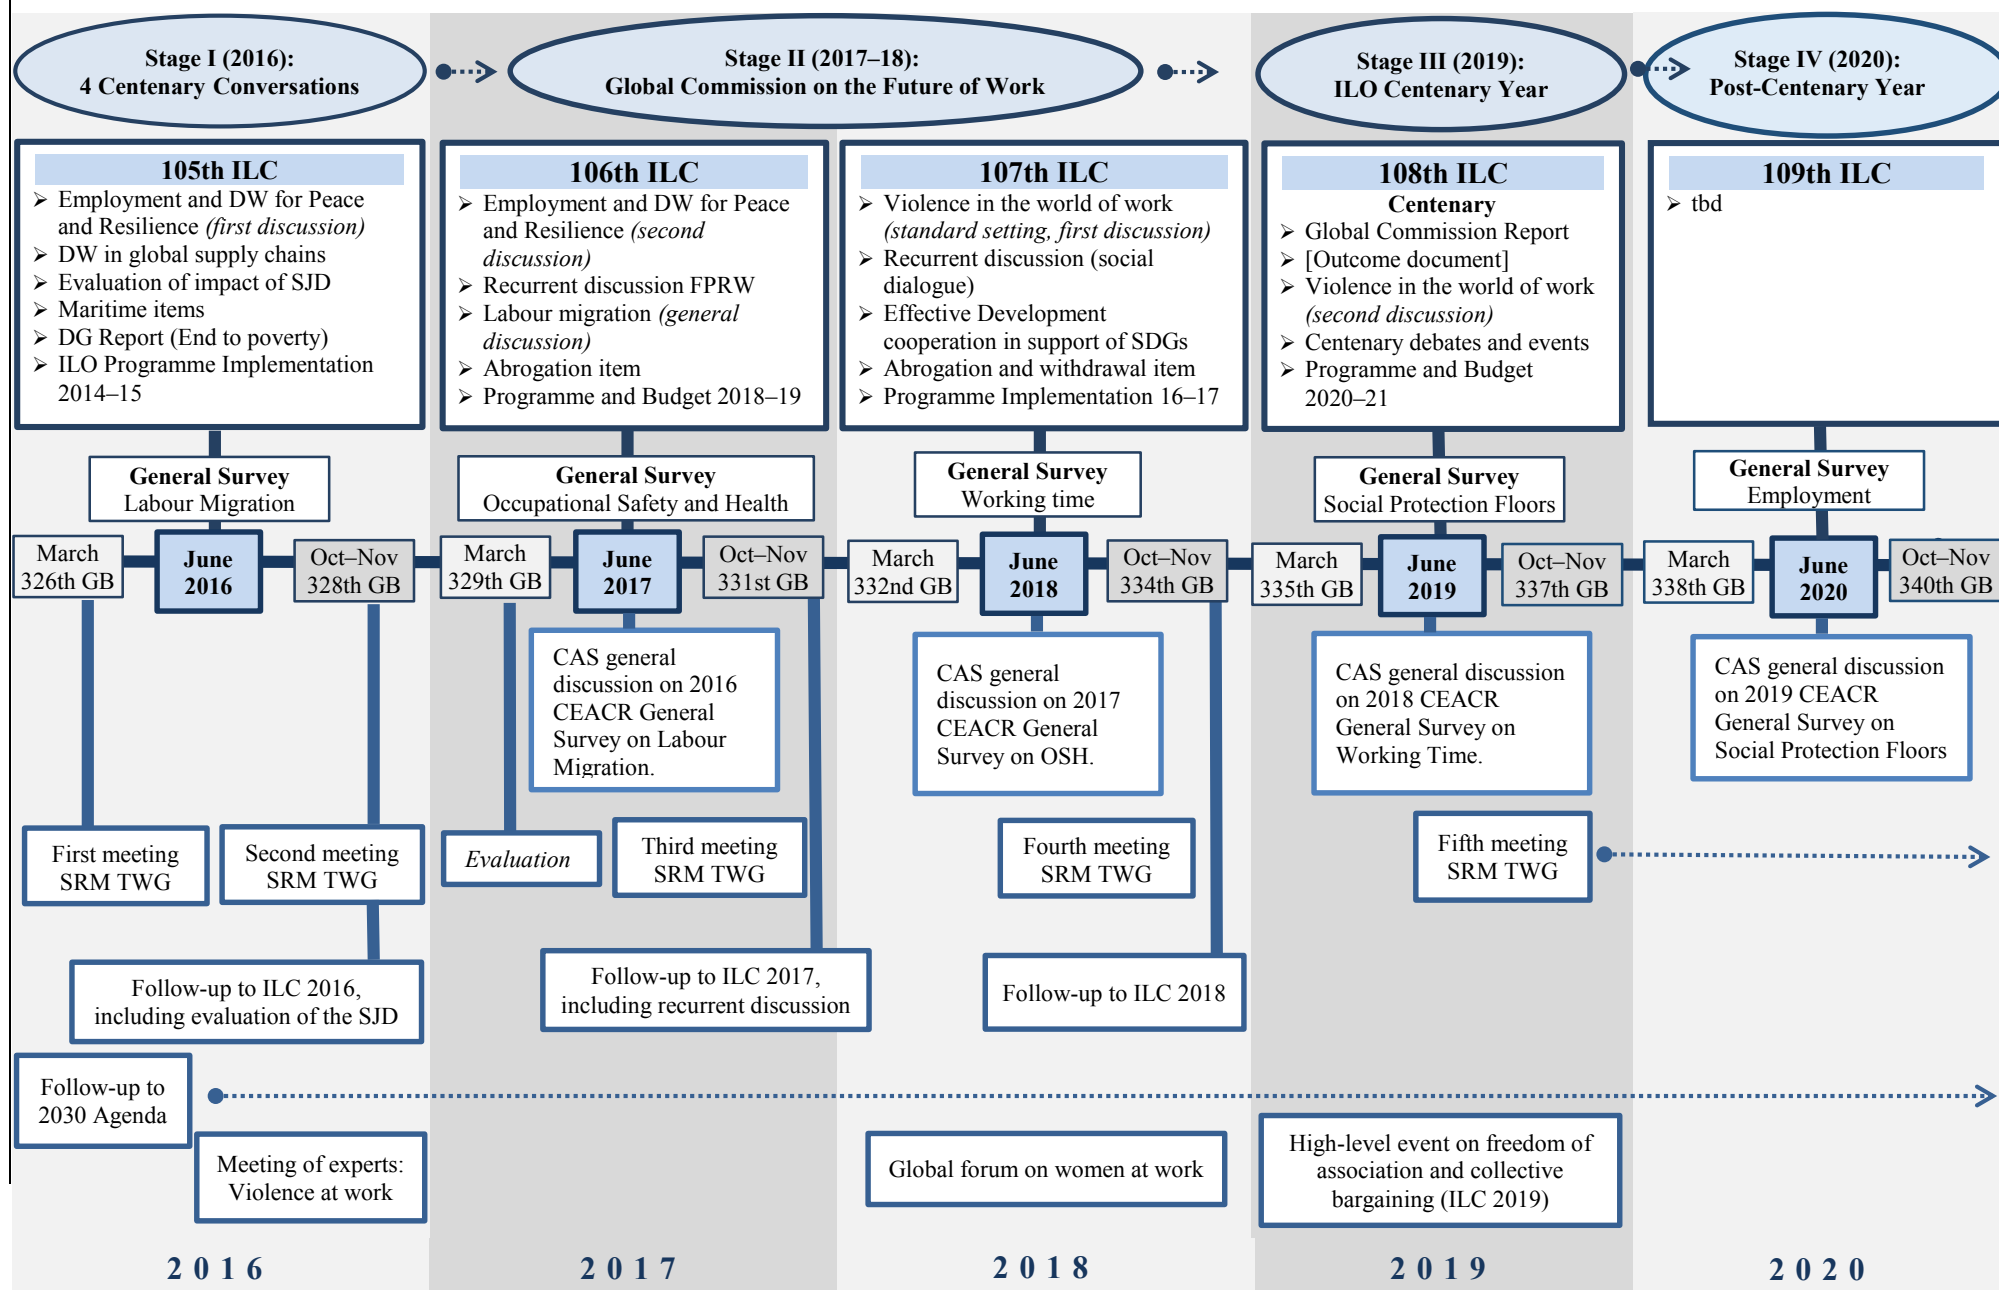 Stage I (2016):
4 Centenary Conversations
Stage II (2017–18):
Global Commission on the Future of Work
Stage III (2019):
ILO Centenary Year
Stage IV (2020):
Post-Centenary Year
105th ILC
➢ Employment and DW for Peace
and Resilience (first discussion)
➢ DW in global supply chains
➢ Evaluation of impact of SJD
➢ Maritime items
➢ DG Report (End to poverty)
➢ ILO Programme Implementation
2014–15
106th ILC
➢ Employment and DW for Peace
and Resilience (second
discussion)
➢ Recurrent discussion FPRW
➢ Labour migration (general
discussion)
➢ Abrogation item
➢ Programme and Budget 2018–19
107th ILC
➢ Violence in the world of work
(standard setting, first discussion)
➢ Recurrent discussion (social
dialogue)
➢ Effective Development
cooperation in support of SDGs
➢ Abrogation and withdrawal item
➢ Programme Implementation 16–17
108th ILC
Centenary
➢ Global Commission Report
➢ [Outcome document]
➢ Violence in the world of work
(second discussion)
➢ Centenary debates and events
➢ Programme and Budget
2020–21
109th ILC
➢ tbd
General Survey
Labour Migration
General Survey
Occupational Safety and Health
General Survey
Working time
General Survey
Social Protection Floors
General Survey
Employment
March
326th GB
June
2016
Oct–Nov
328th GB
March
329th GB
June
2017
Oct–Nov
331st GB
March
332nd GB
June
2018
Oct–Nov
334th GB
March
335th GB
June
2019
Oct–Nov
337th GB
March
338th GB
June
2020
Oct–Nov
340th GB
CAS general
discussion on 2016
CEACR General
Survey on Labour
Migration.
CAS general
discussion on 2017
CEACR General
Survey on OSH.
CAS general discussion
on 2018 CEACR
General Survey on
Working Time.
CAS general discussion
on 2019 CEACR
General Survey on
Social Protection Floors
First meeting
SRM TWG
Second meeting
SRM TWG
Evaluation
Third meeting
SRM TWG
Fourth meeting
SRM TWG
Fifth meeting
SRM TWG
Follow-up to ILC 2016,
including evaluation of the SJD
Follow-up to ILC 2017,
including recurrent discussion
Follow-up to ILC 2018
Follow-up to
2030 Agenda
Meeting of experts:
Violence at work
Global forum on women at work
High-level event on freedom of
association and collective
bargaining (ILC 2019)
2016
2017
2018
2019
2020